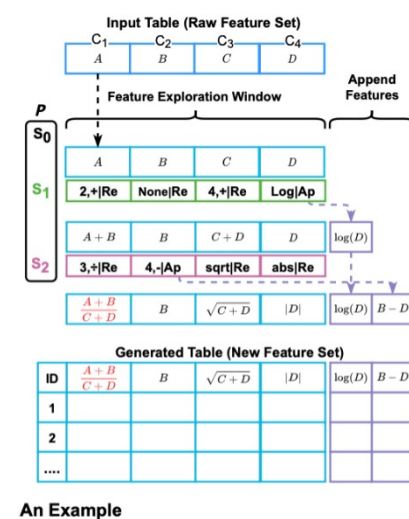 Input Table (Raw Feature Set)
C1 C2 C3 C4
A B C D
Append
Features
Feature Exploration Window
P
S0
A B C D
S1 2,+|Re None|Re 4,+|Re Log|Ap
A + B B C + D D log(D)
S2 3,÷|Re 4,-|Ap sqrt|Re abs|Re
A + B
C + D B √C + D |D| log(D) B − D
Generated Table (New Feature Set)
ID A + B
C + D B √C + D |D| log(D) B − D
1
2
....
An Example